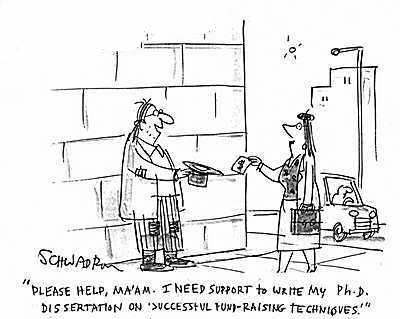 SCHWADRON
"PLEASE HELP, MA'AM. I NEED SUPPORT TO WRITE MY Ph.D.
DISSERTATION ON 'SUCCESSFUL FUND-RAISING TECHNIQUES.'"